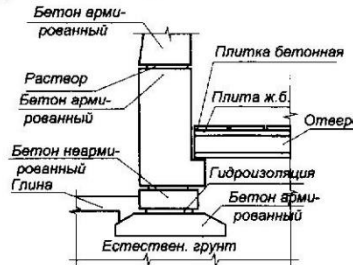 Бетон арми-
рованный
Раствор
Бетон арми-
рованный
Плитка бетонная
Плита ж.б.
Отвер
Бетон неарми-
рованный
Глина
Гидроизоляция
Бетон арми-
рованный
Естествен. грунт